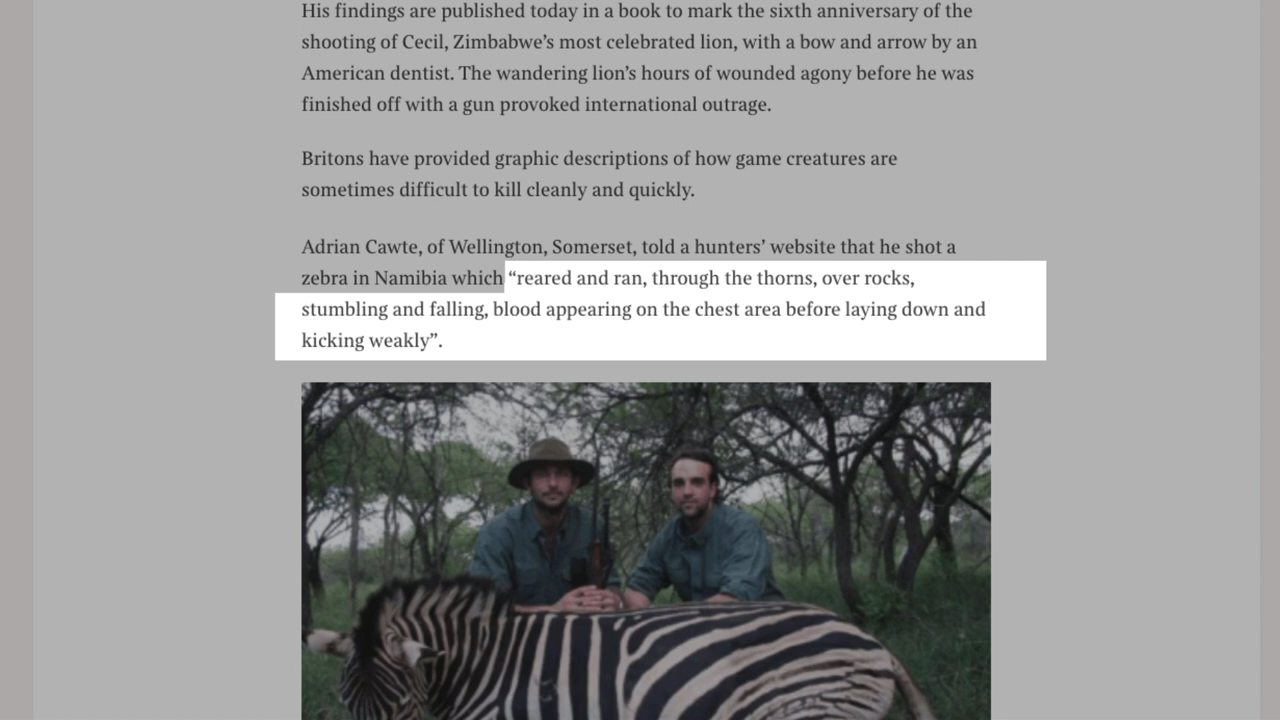 His findings are published today in a book to mark the sixth anniversary of the
shooting of Cecil, Zimbabwe’s most celebrated lion, with a bow and arrow by an
American dentist. The wandering lion’s hours of wounded agony before he was
finished off with a gun provoked international outrage.
Britons have provided graphic descriptions of how game creatures are
sometimes difficult to kill cleanly and quickly.
Adrian Cawte, of Wellington, Somerset, told a hunters’ website that he shot a
zebra in Namibia which “reared and ran, through the thorns, over rocks,
stumbling and falling, blood appearing on the chest area before laying down and
kicking weakly”.